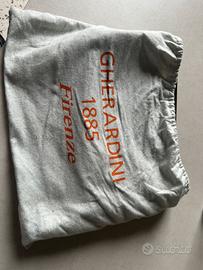 GHERARDINI
1885
Firenze
subito